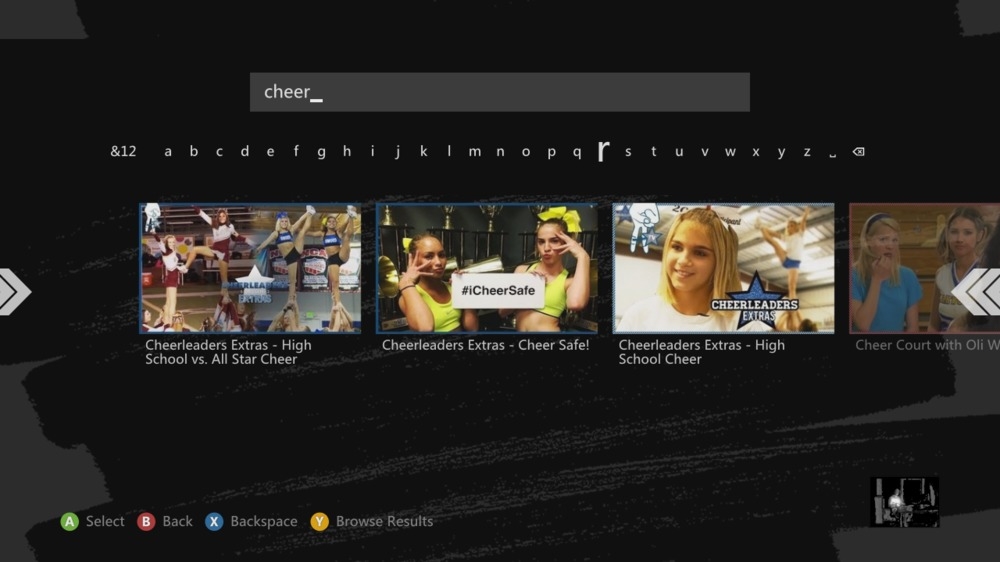 cheer_
&12 a b c d e f g h i j k l m n o p q r s t u v w x y z ␣ ⌫
#iCheerSafe
CHEERLEADERS
EXTRAS
CHEERLEADERS
EXTRAS
Cheerleaders Extras - High
School vs. All Star Cheer
Cheerleaders Extras - Cheer Safe!
Cheerleaders Extras - High
School Cheer
Cheer Court with Oli W
A Select B Back X Backspace Y Browse Results